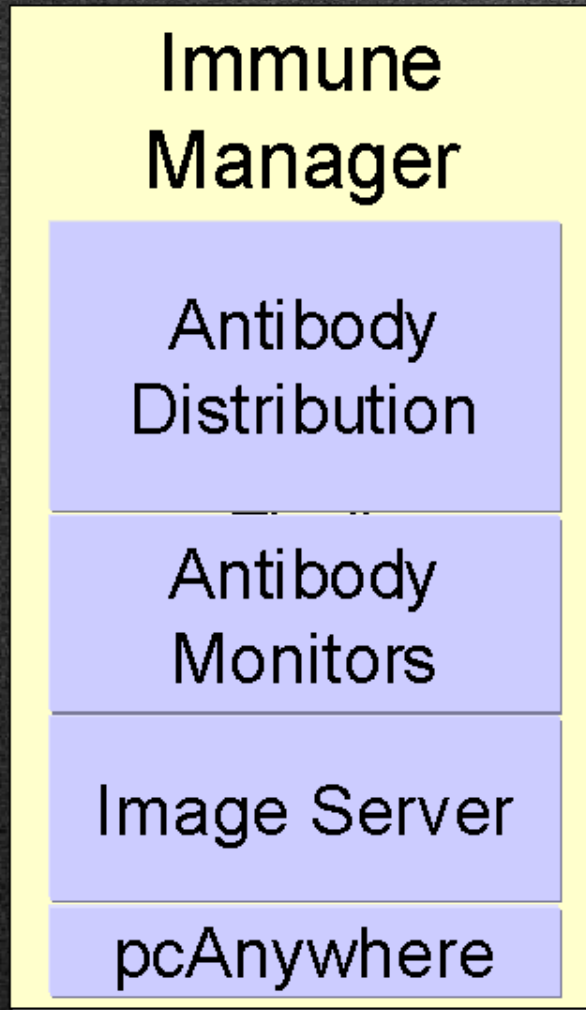 Immune
Manager
Antibody
Distribution
Antibody
Monitors
Image Server
pcAnywhere